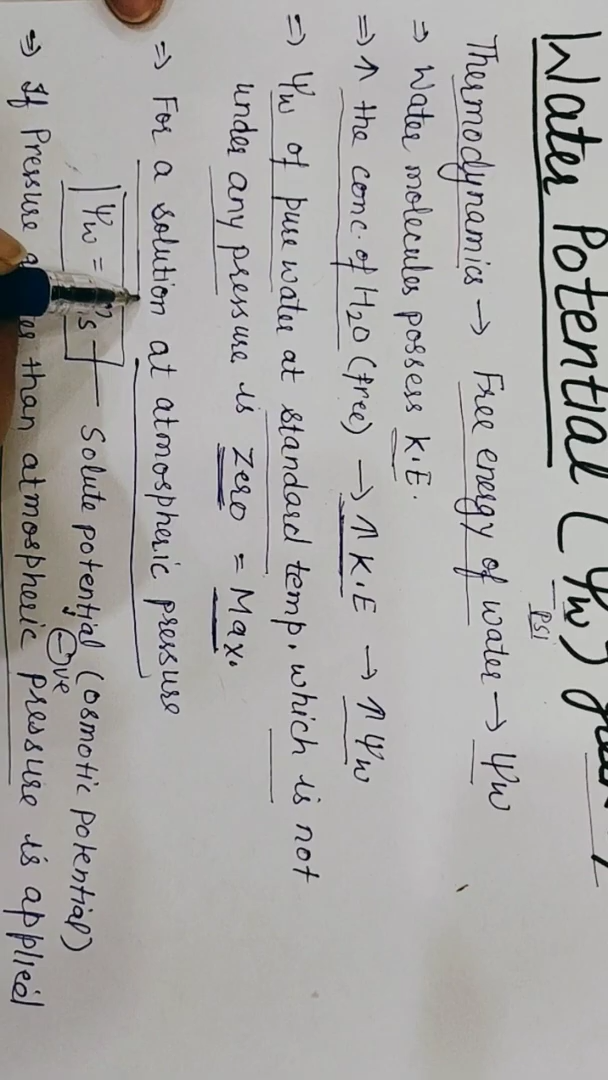 Water Potential (Ψw)
PSI
Thermodynamics → Free energy of water → Ψw
⇒ Water molecules possess K.E.
⇒ ↑ the conc. of H2O (free) → ↑ K.E → ↑ Ψw
⇒ Ψw of pure water at standard temp. which is not
under any pressure is zero = Max.
⇒ For a solution at atmospheric pressure
Ψw = s Solute potential (osmotic potential)
⊖ve
⇒ If Pressure than atmospheric pressure is applied